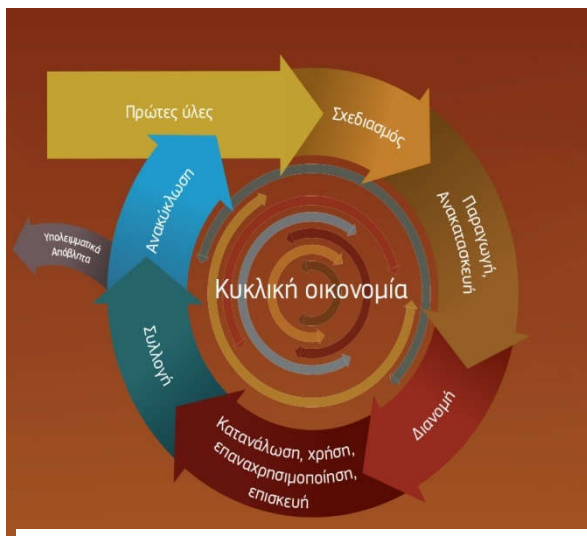 Πρώτες ύλες
Σχεδιασμός
Παραγωγή,
Ανακατασκευή
Διανομή
Κατανάλωση, χρήση,
επαναχρησιμοποίηση,
επισκευή
Συλλογή
Υπολειμματικά
Απόβλητα
Ανακύκλωση
Κυκλική οικονομία